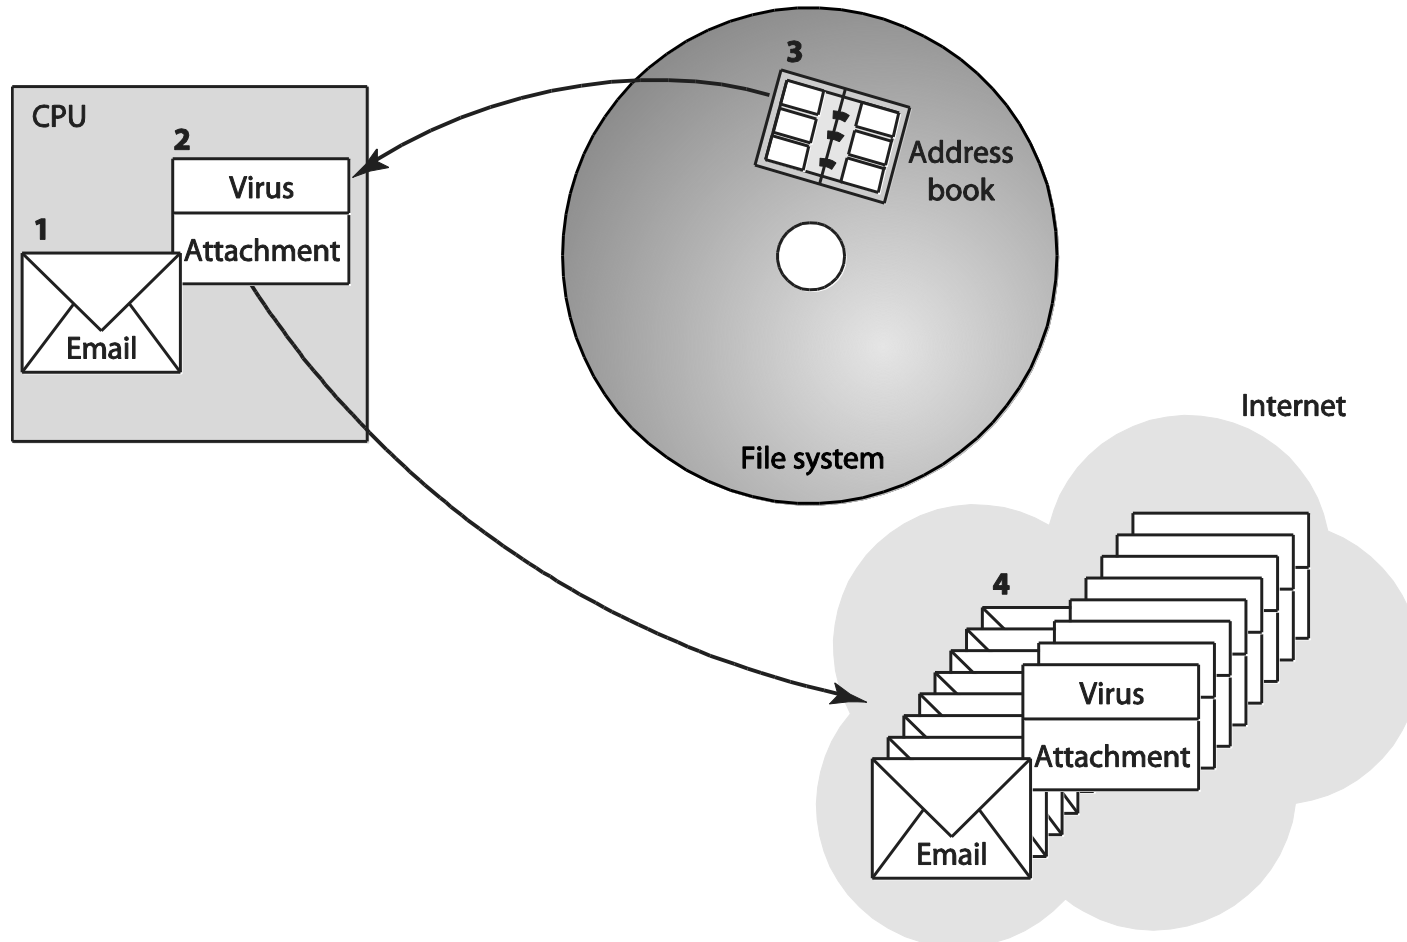 CPU
2
Virus
1
Attachment
Email
3
Address
book
File system
Internet
4
Virus
Attachment
Email